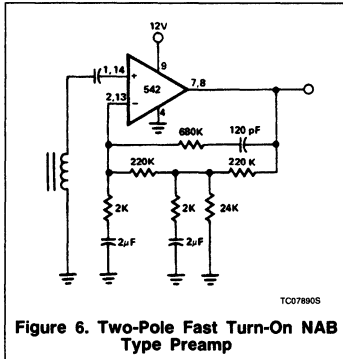 12V
9
1, 14
+
542
7,8
2,13
−
4
680K
120 pF
220K
220 K
2K
2K
24K
2μF
2μF
TC07890S
Figure 6. Two-Pole Fast Turn-On NAB
Type Preamp